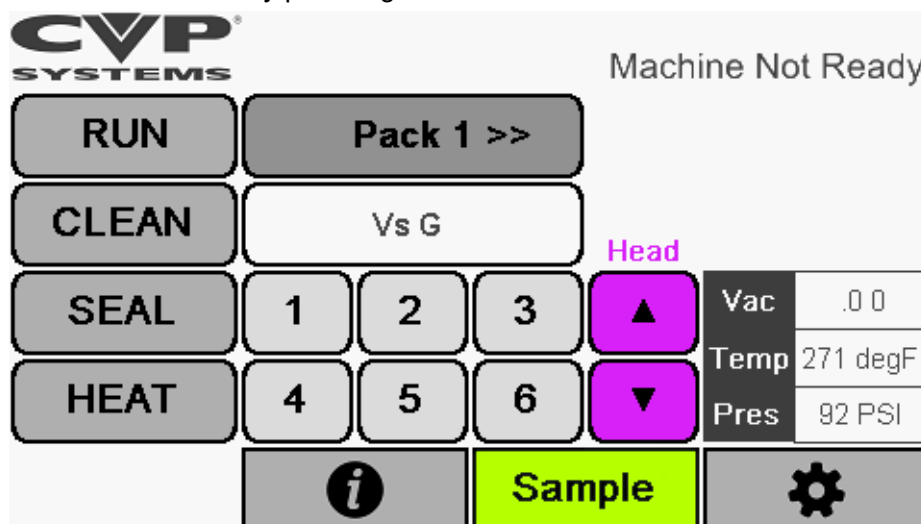 CVP®
SYSTEMS
Machine Not Ready
RUN
Pack 1 >>
CLEAN
Vs G
Head
SEAL
1 2 3
▲
Vac .0 0
Temp 271 degF
HEAT
4 5 6
▼
Pres 92 PSI
i
Sample